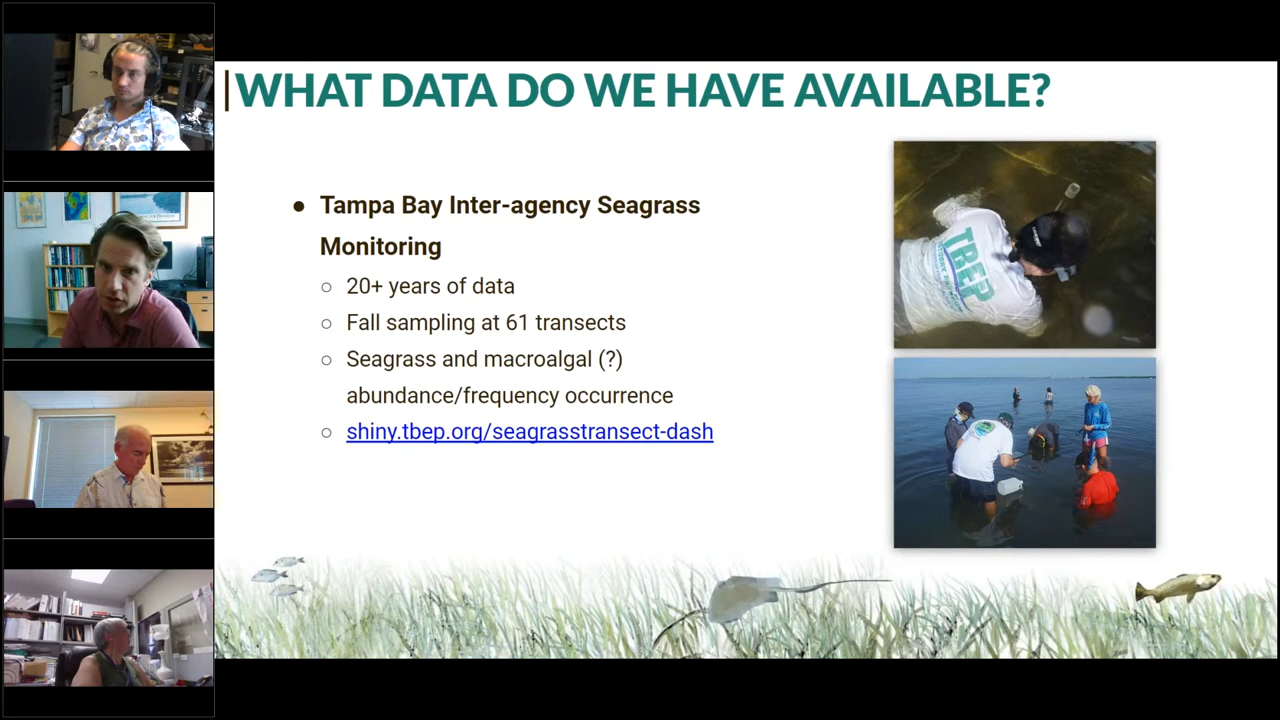 WHAT DATA DO WE HAVE AVAILABLE?
● Tampa Bay Inter-agency Seagrass
Monitoring
○ 20+ years of data
○ Fall sampling at 61 transects
○ Seagrass and macroalgal (?)
abundance/frequency occurrence
○ shiny.tbep.org/seagrasstransect-dash
TBEP